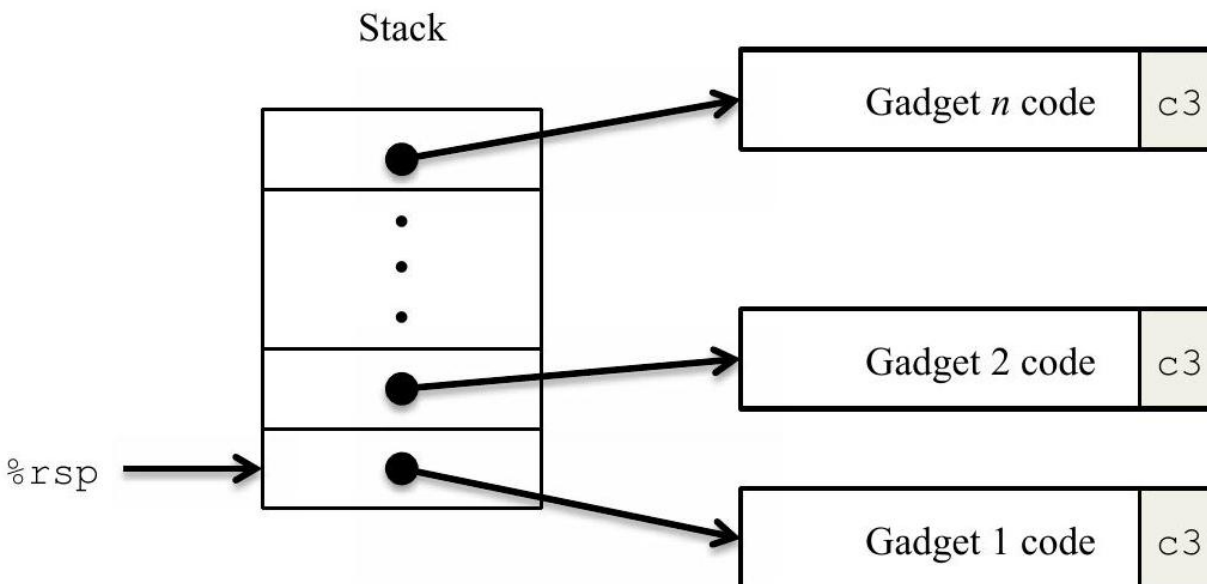 Stack
Gadget n code c3
Gadget 2 code c3
%rsp
Gadget 1 code c3